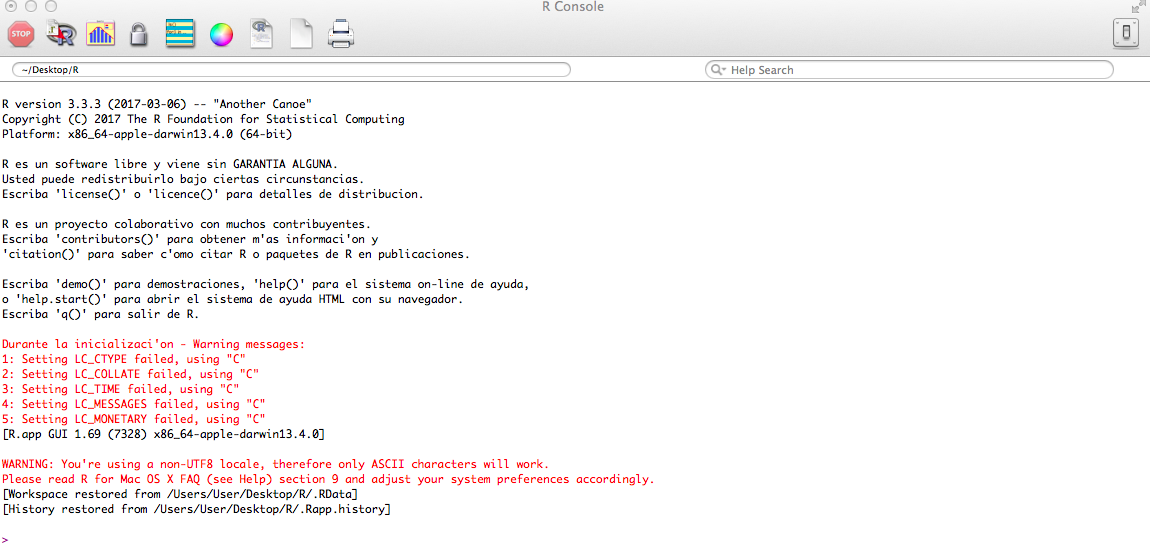 R Console
STOP
R
R
~/Desktop/R
Help Search
R version 3.3.3 (2017-03-06) -- "Another Canoe"
Copyright (C) 2017 The R Foundation for Statistical Computing
Platform: x86_64-apple-darwin13.4.0 (64-bit)
R es un software libre y viene sin GARANTIA ALGUNA.
Usted puede redistribuirlo bajo ciertas circunstancias.
Escriba 'license()' o 'licence()' para detalles de distribucion.
R es un proyecto colaborativo con muchos contribuyentes.
Escriba 'contributors()' para obtener m'as informaci'on y
'citation()' para saber c'omo citar R o paquetes de R en publicaciones.
Escriba 'demo()' para demostraciones, 'help()' para el sistema on-line de ayuda,
o 'help.start()' para abrir el sistema de ayuda HTML con su navegador.
Escriba 'q()' para salir de R.
Durante la inicializaci'on - Warning messages:
1: Setting LC_CTYPE failed, using "C"
2: Setting LC_COLLATE failed, using "C"
3: Setting LC_TIME failed, using "C"
4: Setting LC_MESSAGES failed, using "C"
5: Setting LC_MONETARY failed, using "C"
[R.app GUI 1.69 (7328) x86_64-apple-darwin13.4.0]
WARNING: You're using a non-UTF8 locale, therefore only ASCII characters will work.
Please read R for Mac OS X FAQ (see Help) section 9 and adjust your system preferences accordingly.
[Workspace restored from /Users/User/Desktop/R/.RData]
[History restored from /Users/User/Desktop/R/.Rapp.history]
>